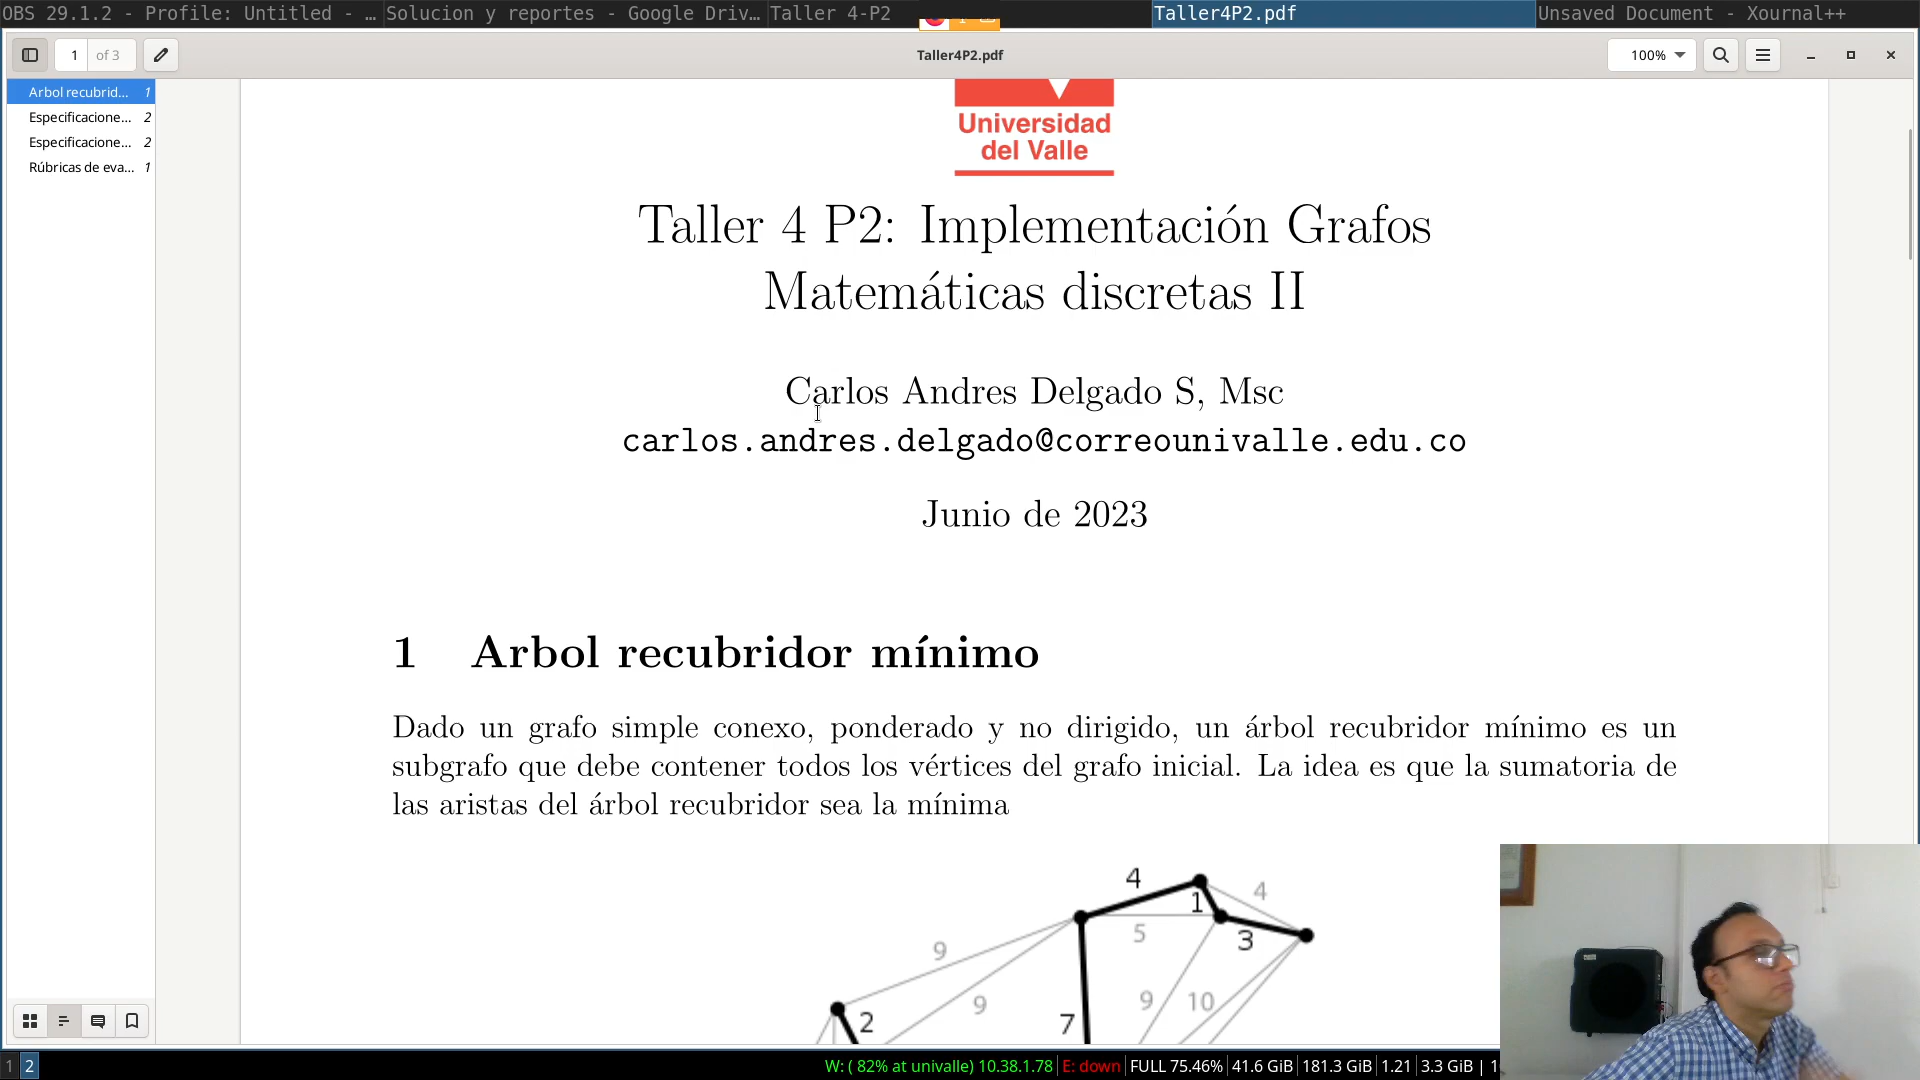 OBS 29.1.2 - Profile: Untitled - …
Solucion y reportes - Google Driv…
Taller 4-P2
Taller4P2.pdf
Unsaved Document - Xournal++
1 of 3
Taller4P2.pdf
100%
Arbol recubrid… 1
Especificacione… 2
Especificacione… 2
Rúbricas de eva… 1
Universidad
del Valle
Taller 4 P2: Implementación Grafos
Matemáticas discretas II
Carlos Andres Delgado S, Msc
carlos.andres.delgado@correounivalle.edu.co
Junio de 2023
1 Arbol recubridor mínimo
Dado un grafo simple conexo, ponderado y no dirigido, un árbol recubridor mínimo es un
subgrafo que debe contener todos los vértices del grafo inicial. La idea es que la sumatoria de
las aristas del árbol recubridor sea la mínima
4
4
1
5
3
9
9
9
10
2
7
1 2
W: ( 82% at univalle) 10.38.1.78 | E: down | FULL 75.46% | 41.6 GiB | 181.3 GiB | 1.21 | 3.3 GiB | 1